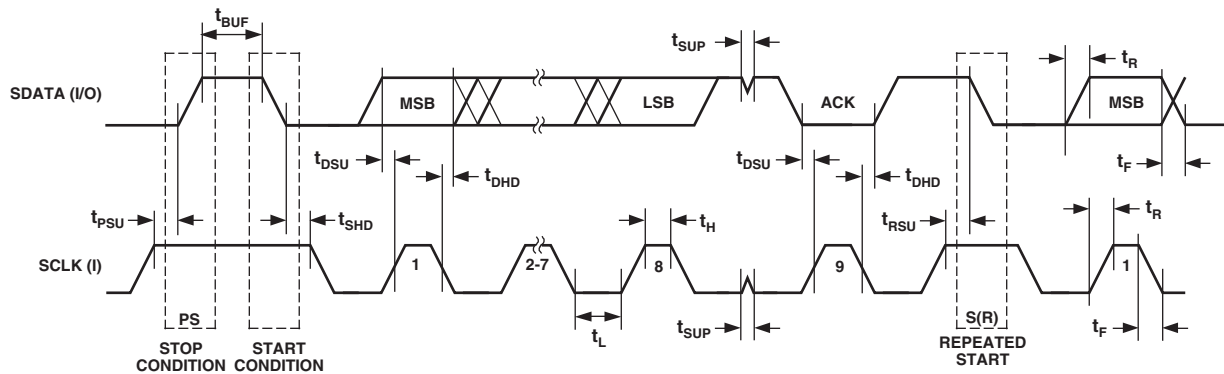 tBUF
tSUP
tR
SDATA (I/O)
MSB
LSB
ACK
MSB
tDSU
tDHD
tDSU
tDHD
tF
tPSU
tSHD
tH
tRSU
tR
SCLK (I)
1
2-7
8
9
1
PS
tL
tSUP
S(R)
tF
STOP
CONDITION
START
CONDITION
REPEATED
START